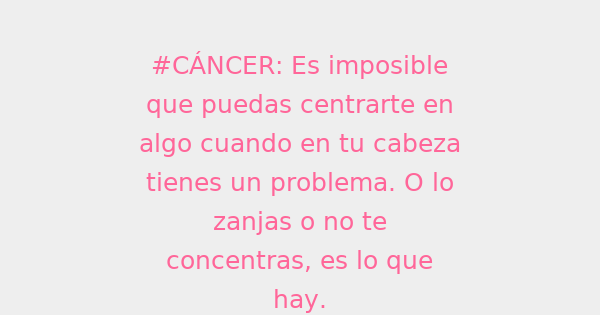 #CÁNCER: Es imposible
que puedas centrarte en
algo cuando en tu cabeza
tienes un problema. O lo
zanjas o no te
concentras, es lo que
hay.